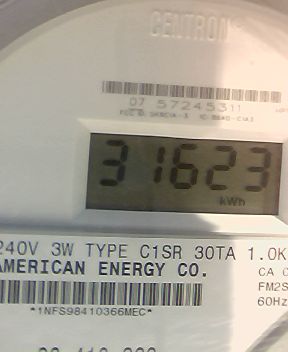 CENTRON®
07 57245311
31623
kWh
240V 3W TYPE C1SR 30TA 1.0K
AMERICAN ENERGY CO.
CA 0
FM2S
60Hz
*1NFS98410366MEC*